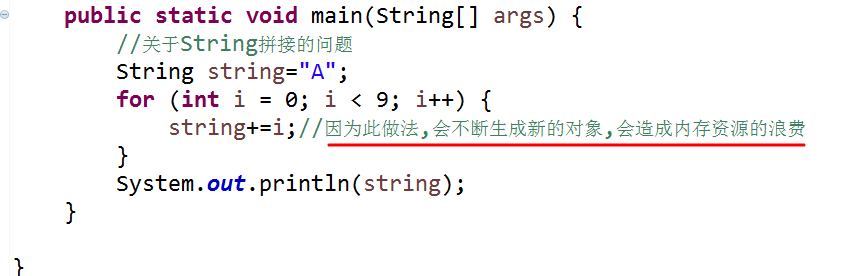 public static void main(String[] args) {
//关于String拼接的问题
String string="A";
for (int i = 0; i < 9; i++) {
string+=i;//因为此做法,会不断生成新的对象,会造成内存资源的浪费
}
System.out.println(string);
}
}